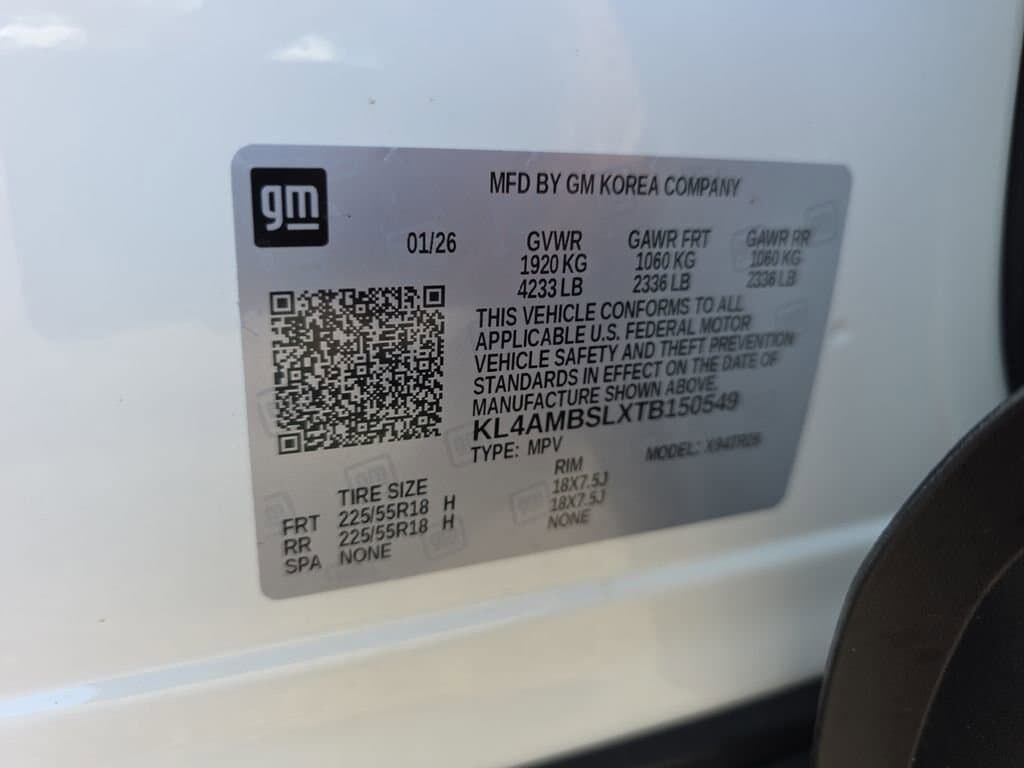 gm
MFD BY GM KOREA COMPANY
01/26 GVWR GAWR FRT GAWR RR
1920 KG 1060 KG 1060 KG
4233 LB 2336 LB 2336 LB
THIS VEHICLE CONFORMS TO ALL
APPLICABLE U.S. FEDERAL MOTOR
VEHICLE SAFETY AND THEFT PREVENTION
STANDARDS IN EFFECT ON THE DATE OF
MANUFACTURE SHOWN ABOVE.
KL4AMBSLXTB150549
TYPE: MPV MODEL:
TIRE SIZE RIM
FRT 225/55R18 H 18X7.5J
RR 225/55R18 H 18X7.5J
SPA NONE NONE